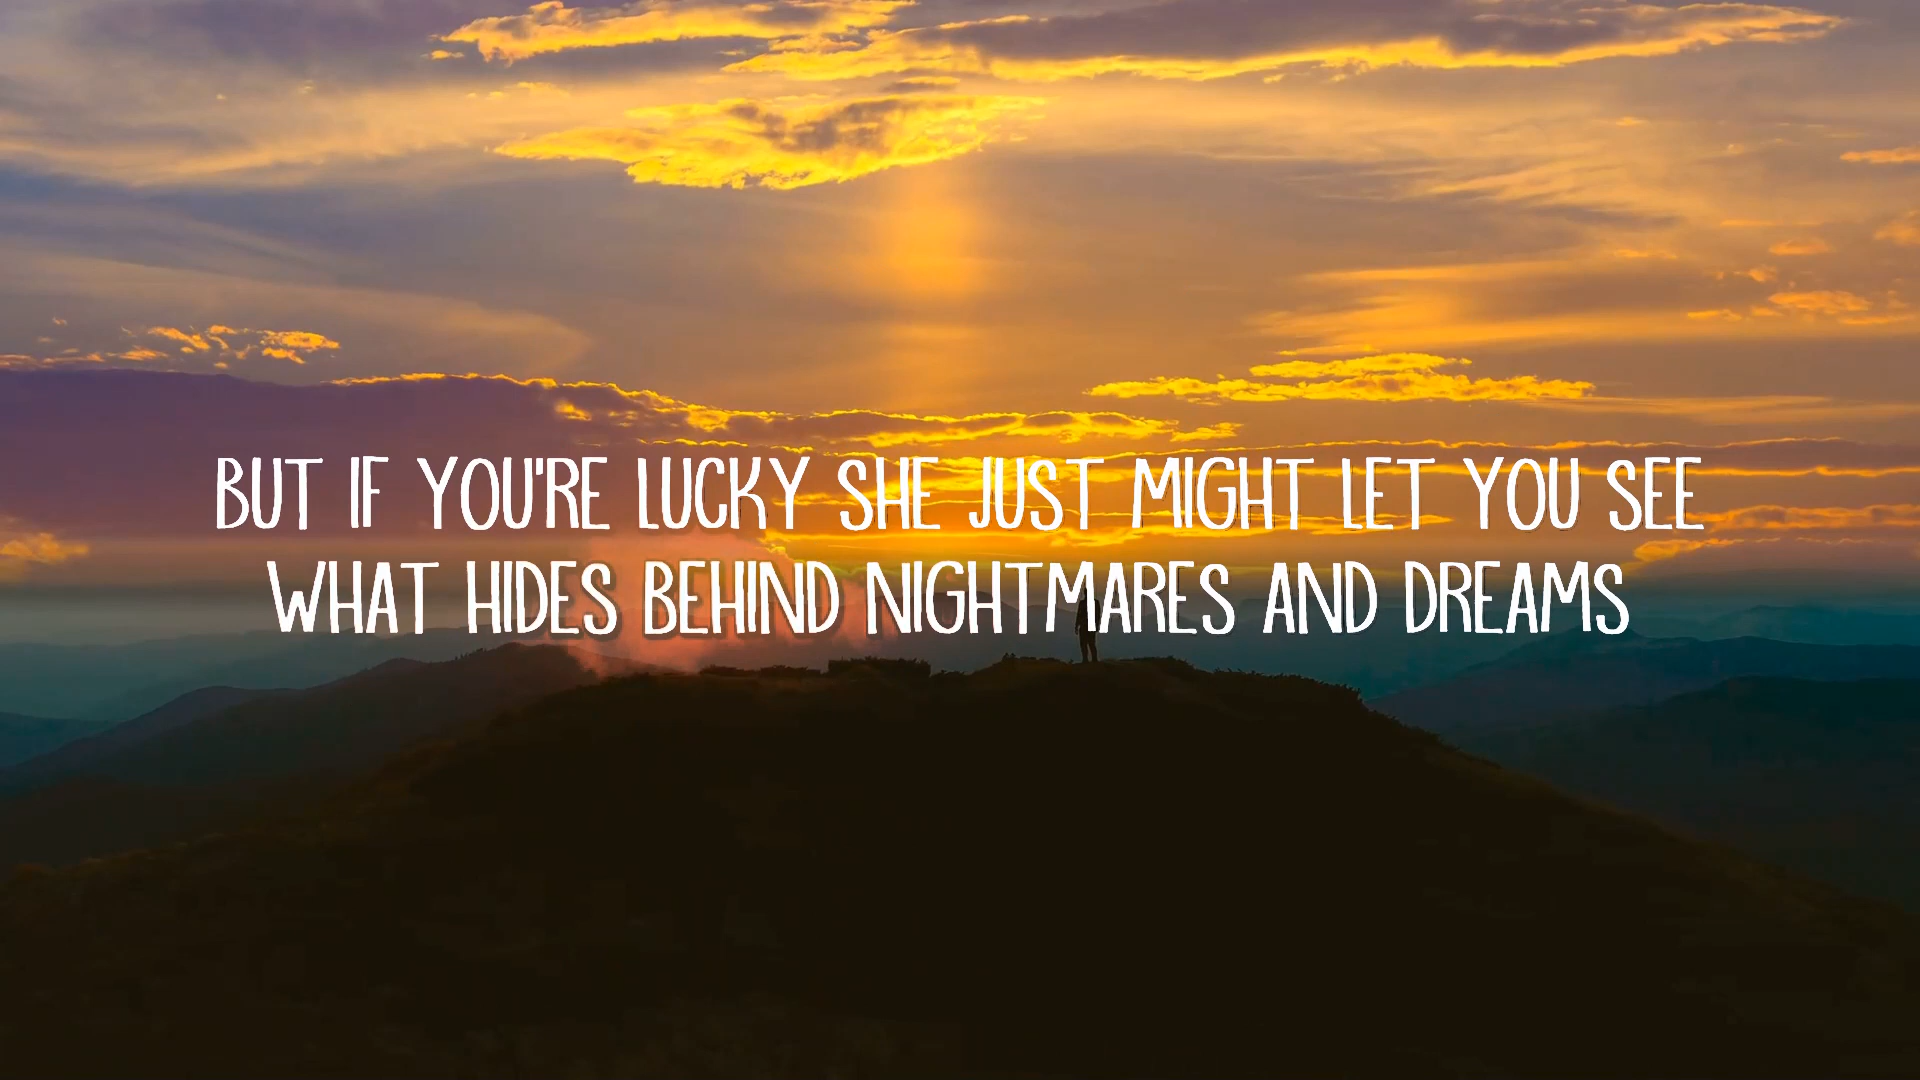 BUT IF YOU'RE LUCKY SHE JUST MIGHT LET YOU SEE
WHAT HIDES BEHIND NIGHTMARES AND DREAMS